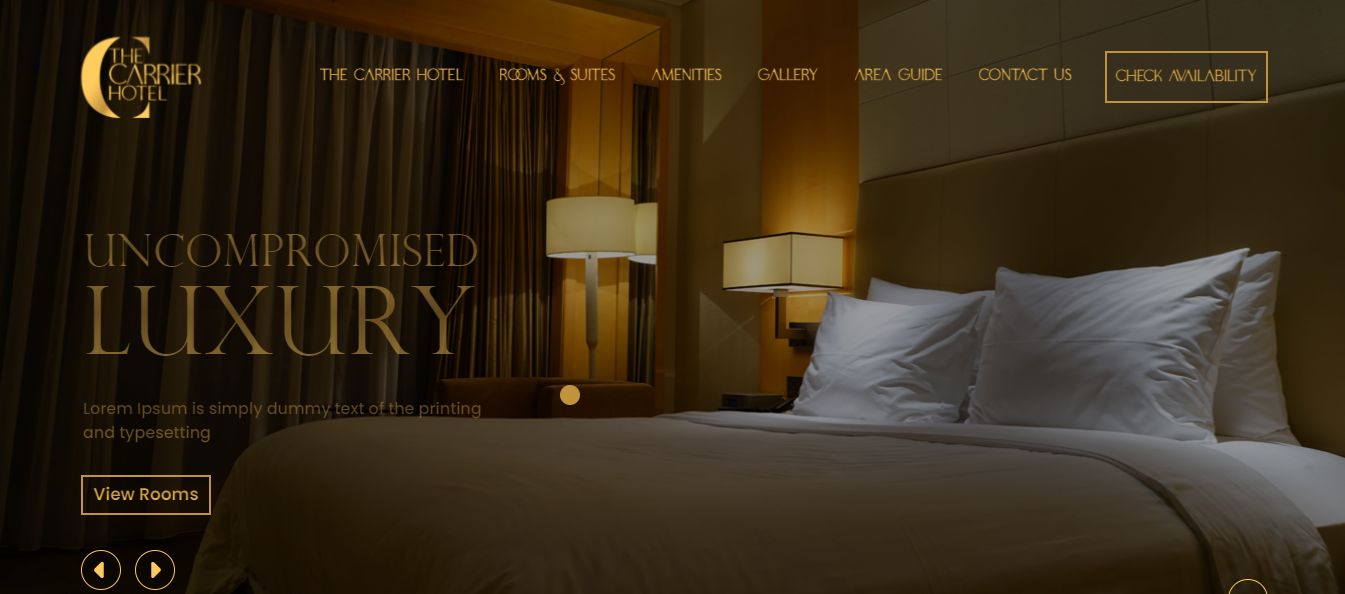 THE
CARRIER
HOTEL
THE CARRIER HOTEL ROOMS & SUITES AMENITIES GALLERY AREA GUIDE CONTACT US CHECK AVAILABILITY
UNCOMPROMISED
LUXURY
Lorem Ipsum is simply dummy text of the printing
and typesetting
View Rooms